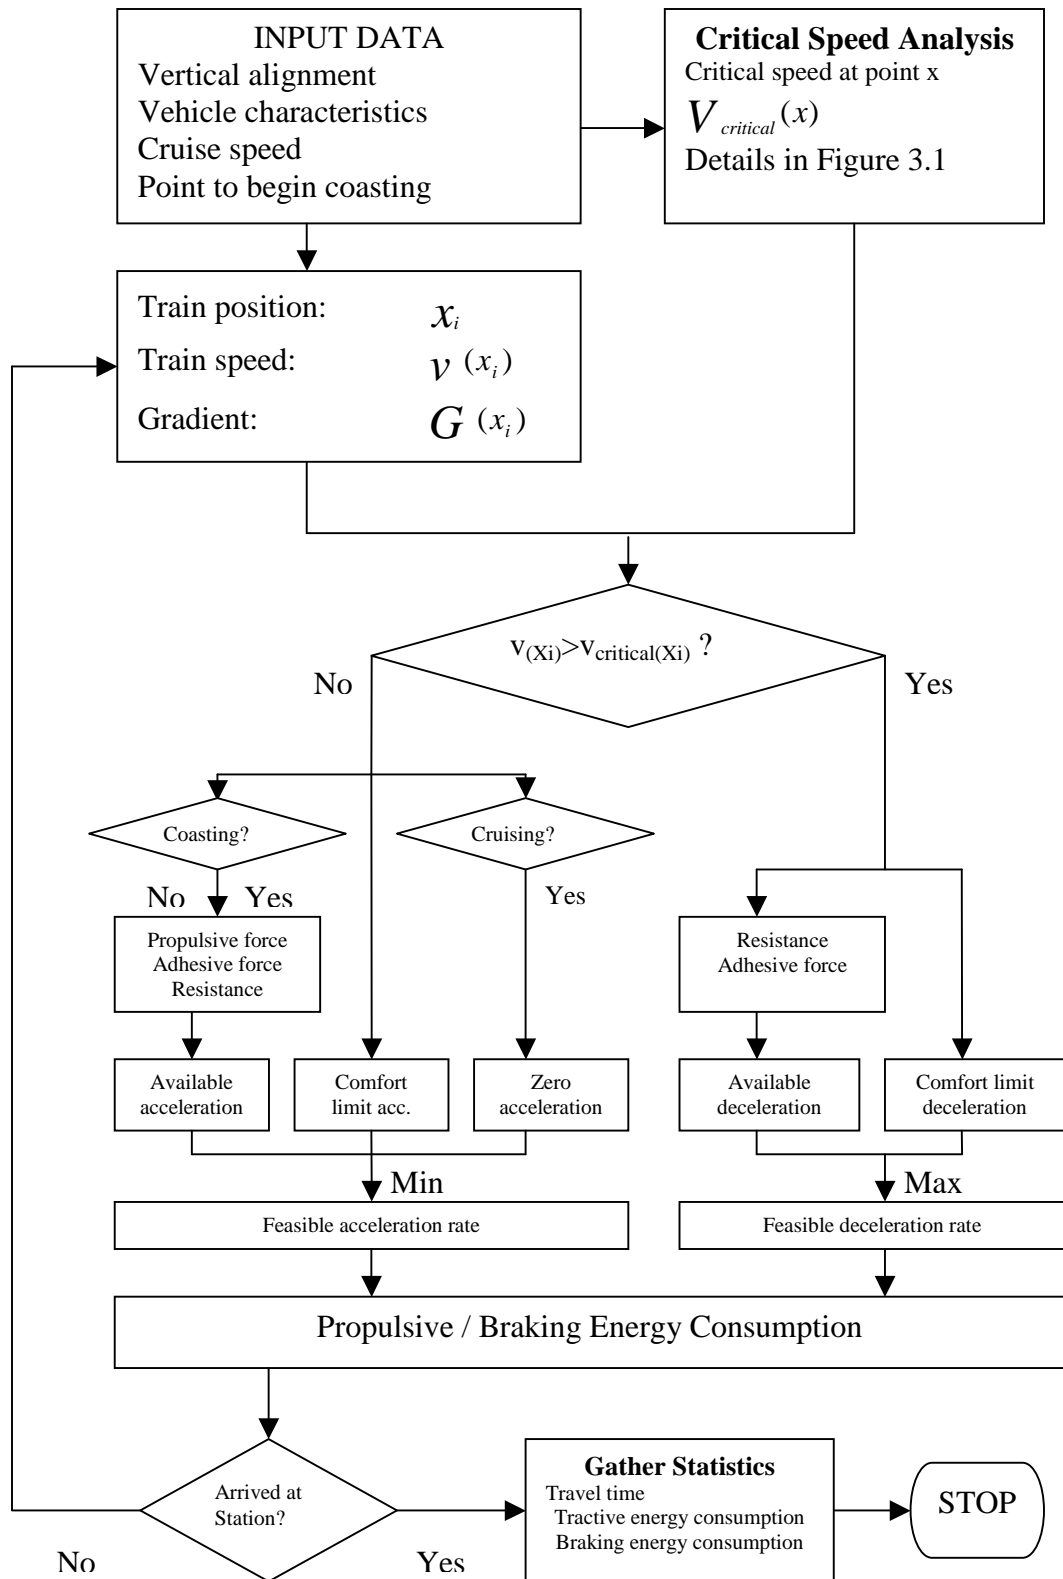 INPUT DATA
Vertical alignment
Vehicle characteristics
Cruise speed
Point to begin coasting
Critical Speed Analysis
Critical speed at point x
V critical (x)
Details in Figure 3.1
Train position: x i
Train speed: v (x i)
Gradient: G (x i)
v(Xi)>vcritical(Xi) ?
No
Yes
Coasting?
Cruising?
No Yes
Yes
Propulsive force
Adhesive force
Resistance
Resistance
Adhesive force
Available
acceleration
Comfort
limit acc.
Zero
acceleration
Available
deceleration
Comfort limit
deceleration
Min
Max
Feasible acceleration rate
Feasible deceleration rate
Propulsive / Braking Energy Consumption
Arrived at
Station?
No
Yes
Gather Statistics
Travel time
Tractive energy consumption
Braking energy consumption
STOP